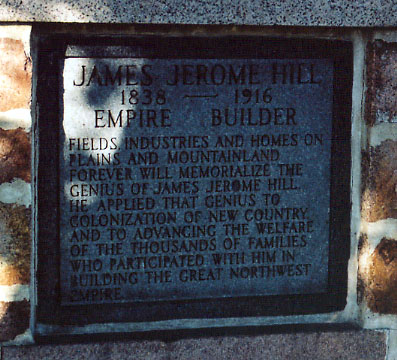 JAMES JEROME HILL
1838 — 1916
EMPIRE BUILDER
FIELDS, INDUSTRIES AND HOMES ON
PLAINS AND MOUNTAINLAND
FOREVER WILL MEMORIALIZE THE
GENIUS OF JAMES JEROME HILL.
HE APPLIED THAT GENIUS TO
COLONIZATION OF NEW COUNTRY
AND TO ADVANCING THE WELFARE
OF THE THOUSANDS OF FAMILIES
WHO PARTICIPATED WITH HIM IN
BUILDING THE GREAT NORTHWEST
EMPIRE